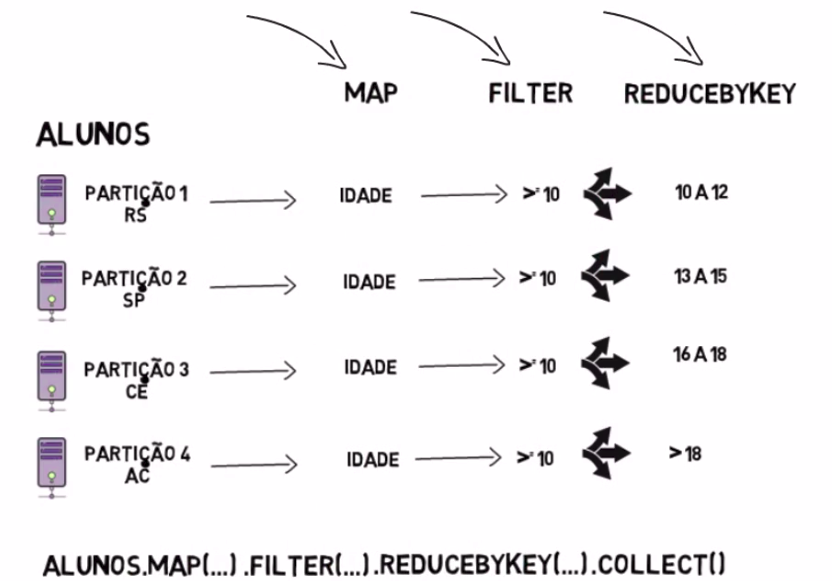 MAP FILTER REDUCEBYKEY
ALUNOS
PARTIÇÃO 1 IDADE >=10 10 A 12
RS
PARTIÇÃO 2 IDADE >=10 13 A 15
SP
PARTIÇÃO 3 IDADE >=10 16 A 18
CE
PARTIÇÃO 4 IDADE >=10 >18
AC
ALUNOS.MAP(...) .FILTER(...).REDUCEBYKEY(...).COLLECT()